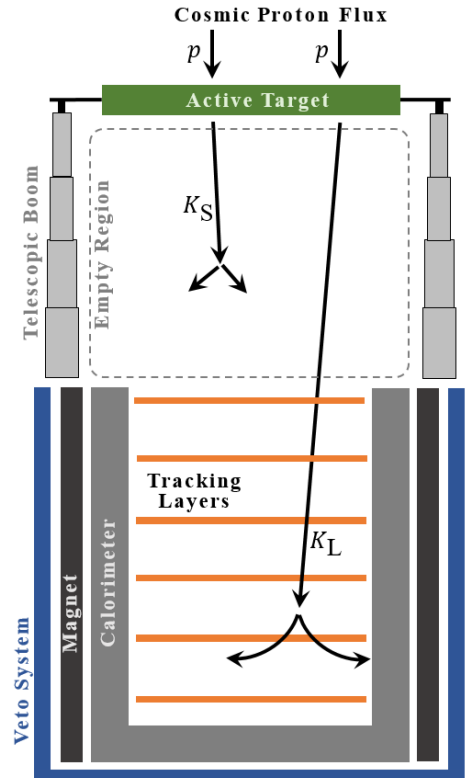 Cosmic Proton Flux
p
p
Active Target
Telescopic Boom
Empty Region
K_S
Tracking
Layers
K_L
Calorimeter
Magnet
Veto System